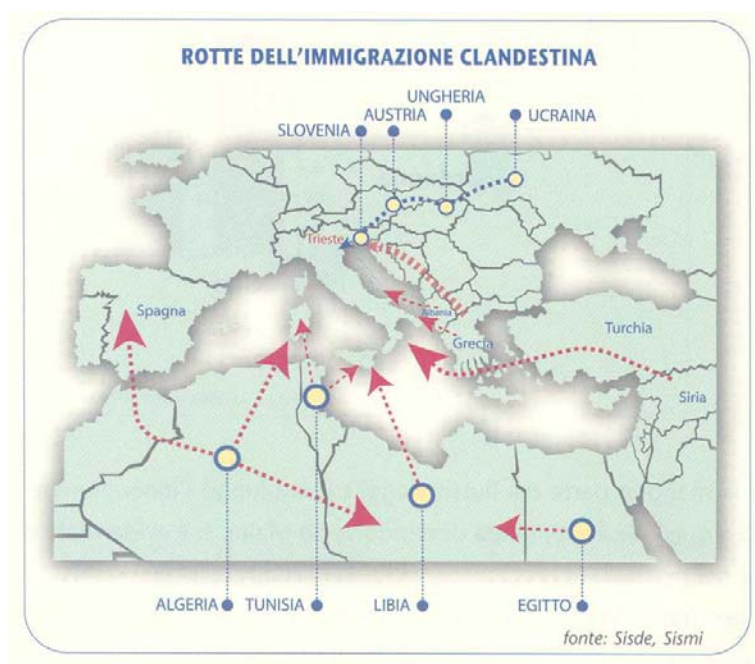 ROTTE DELL'IMMIGRAZIONE CLANDESTINA
UNGHERIA
AUSTRIA
UCRAINA
SLOVENIA
Trieste
Spagna
Albania
Grecia
Turchia
Siria
ALGERIA
TUNISIA
LIBIA
EGITTO
fonte: Sisde, Sismi